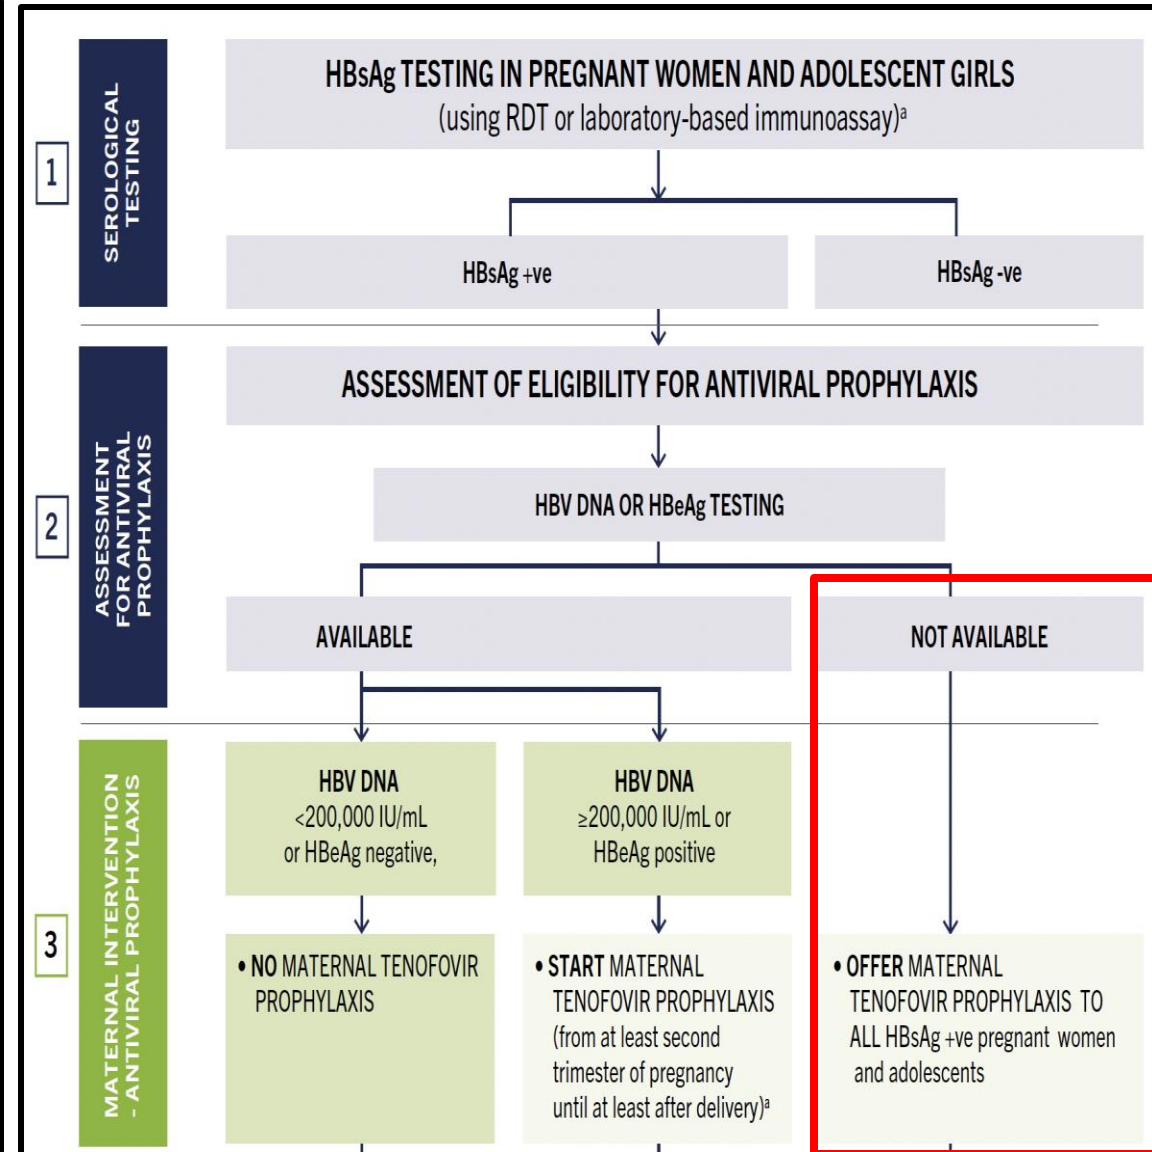 1
SEROLOGICAL
TESTING
HBsAg TESTING IN PREGNANT WOMEN AND ADOLESCENT GIRLS
(using RDT or laboratory-based immunoassay)ᵃ
HBsAg +ve
HBsAg -ve
2
ASSESSMENT
FOR ANTIVIRAL
PROPHYLAXIS
ASSESSMENT OF ELIGIBILITY FOR ANTIVIRAL PROPHYLAXIS
HBV DNA OR HBeAg TESTING
AVAILABLE
NOT AVAILABLE
3
MATERNAL INTERVENTION
- ANTIVIRAL PROPHYLAXIS
HBV DNA
<200,000 IU/mL
or HBeAg negative,
HBV DNA
≥200,000 IU/mL or
HBeAg positive
• NO MATERNAL TENOFOVIR
PROPHYLAXIS
• START MATERNAL
TENOFOVIR PROPHYLAXIS
(from at least second
trimester of pregnancy
until at least after delivery)ᵃ
• OFFER MATERNAL
TENOFOVIR PROPHYLAXIS TO
ALL HBsAg +ve pregnant women
and adolescents